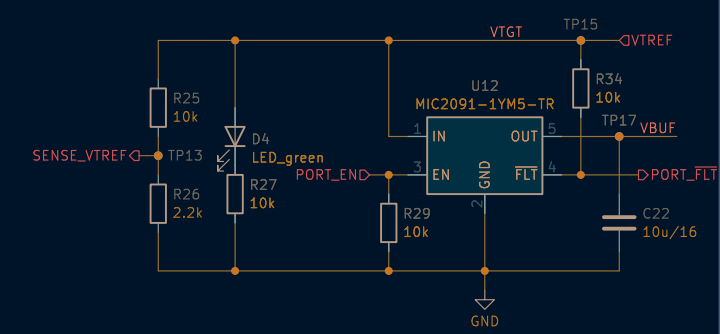 TP15
VTGT
VTREF
U12
MIC2091-1YM5-TR
R34
10k
R25
10k
TP17
VBUF
1
IN
OUT
5
D4
LED_green
SENSE_VTREF
TP13
PORT_EN
3
EN
GND
FLT
4
PORT_FLT
R27
10k
R26
2.2k
2
R29
10k
C22
10u/16
GND